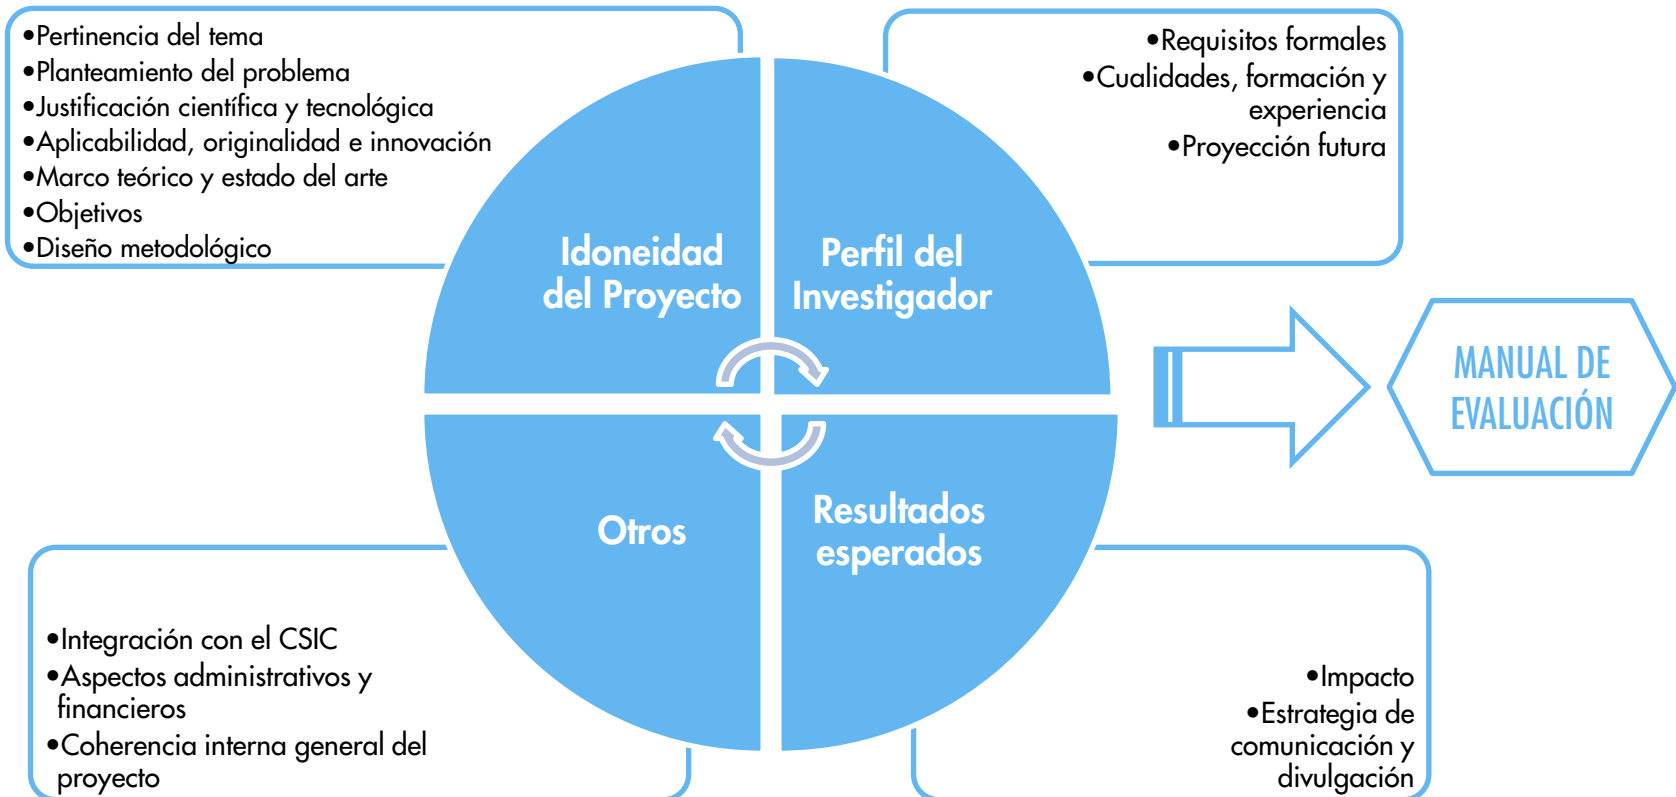 •Pertinencia del tema
•Planteamiento del problema
•Justificación científica y tecnológica
•Aplicabilidad, originalidad e innovación
•Marco teórico y estado del arte
•Objetivos
•Diseño metodológico
•Requisitos formales
•Cualidades, formación y
experiencia
•Proyección futura
Idoneidad
del Proyecto
Perfil del
Investigador
MANUAL DE
EVALUACIÓN
Otros
Resultados
esperados
•Integración con el CSIC
•Aspectos administrativos y
financieros
•Coherencia interna general del
proyecto
•Impacto
•Estrategia de
comunicación y
divulgación